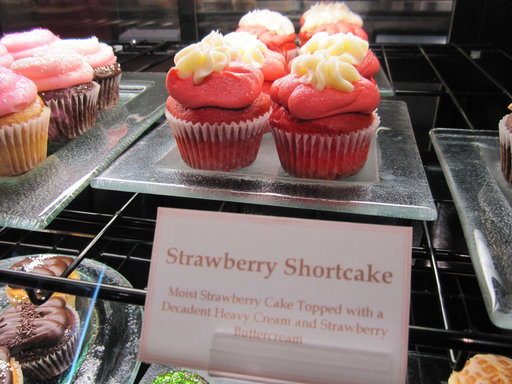 Strawberry Shortcake
Moist Strawberry Cake Topped with a
Decadent Heavy Cream and Strawberry
Buttercream